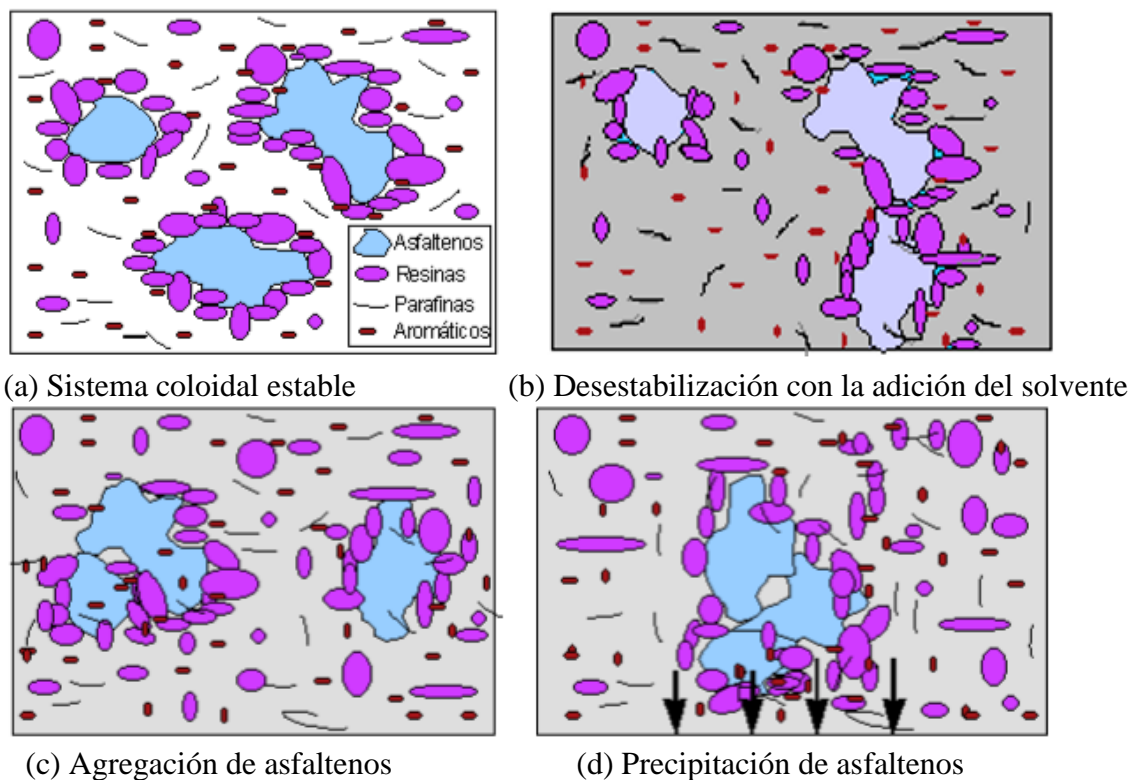 Asfaltenos
Resinas
Parafinas
Aromáticos
(a) Sistema coloidal estable
(b) Desestabilización con la adición del solvente
(c) Agregación de asfaltenos
(d) Precipitación de asfaltenos